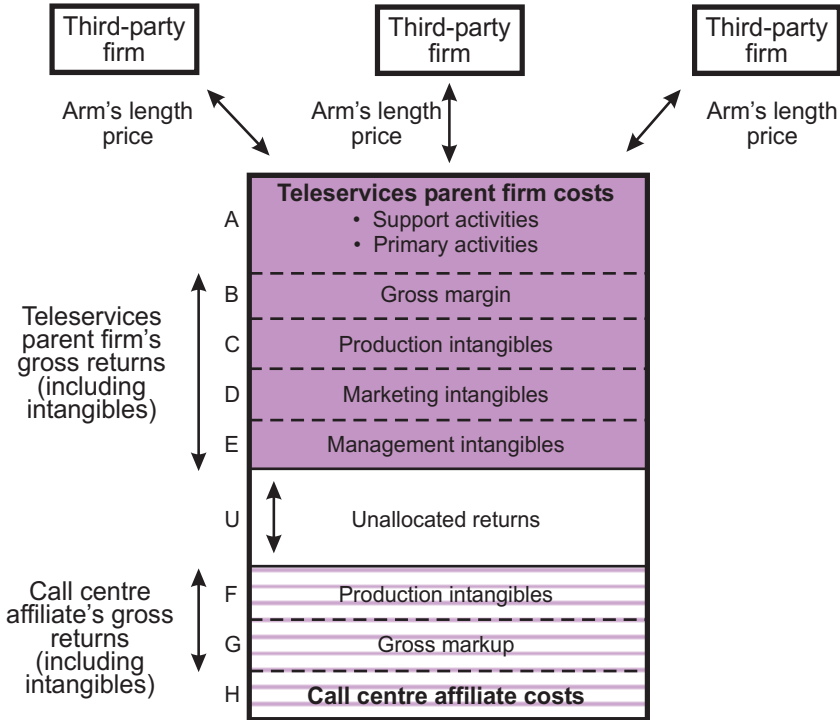 Third-party
firm
Third-party
firm
Third-party
firm
Arm's length
price
Arm's length
price
Arm's length
price
Teleservices parent firm costs
A
• Support activities
• Primary activities
B
Gross margin
Teleservices
parent firm's
gross returns
(including
intangibles)
C
Production intangibles
D
Marketing intangibles
E
Management intangibles
U
Unallocated returns
Call centre
affiliate's gross
returns
(including
intangibles)
F
Production intangibles
G
Gross markup
H
Call centre affiliate costs